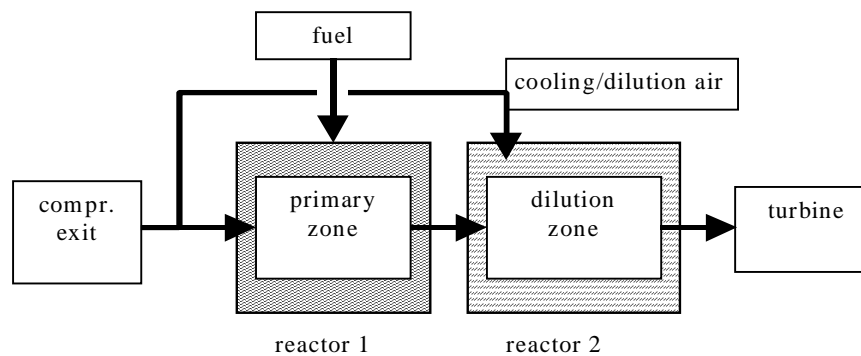 fuel
cooling/dilution air
compr.
exit
primary
zone
dilution
zone
turbine
reactor 1
reactor 2